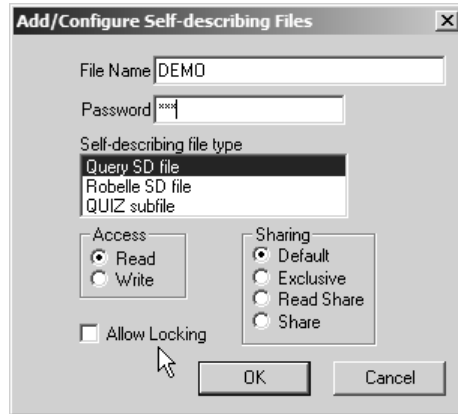 Add/Configure Self-describing Files
File Name DEMO
Password ***
Self-describing file type
Query SD file
Robelle SD file
QUIZ subfile
Access
Read
Write
Sharing
Default
Exclusive
Read Share
Share
Allow Locking
OK
Cancel